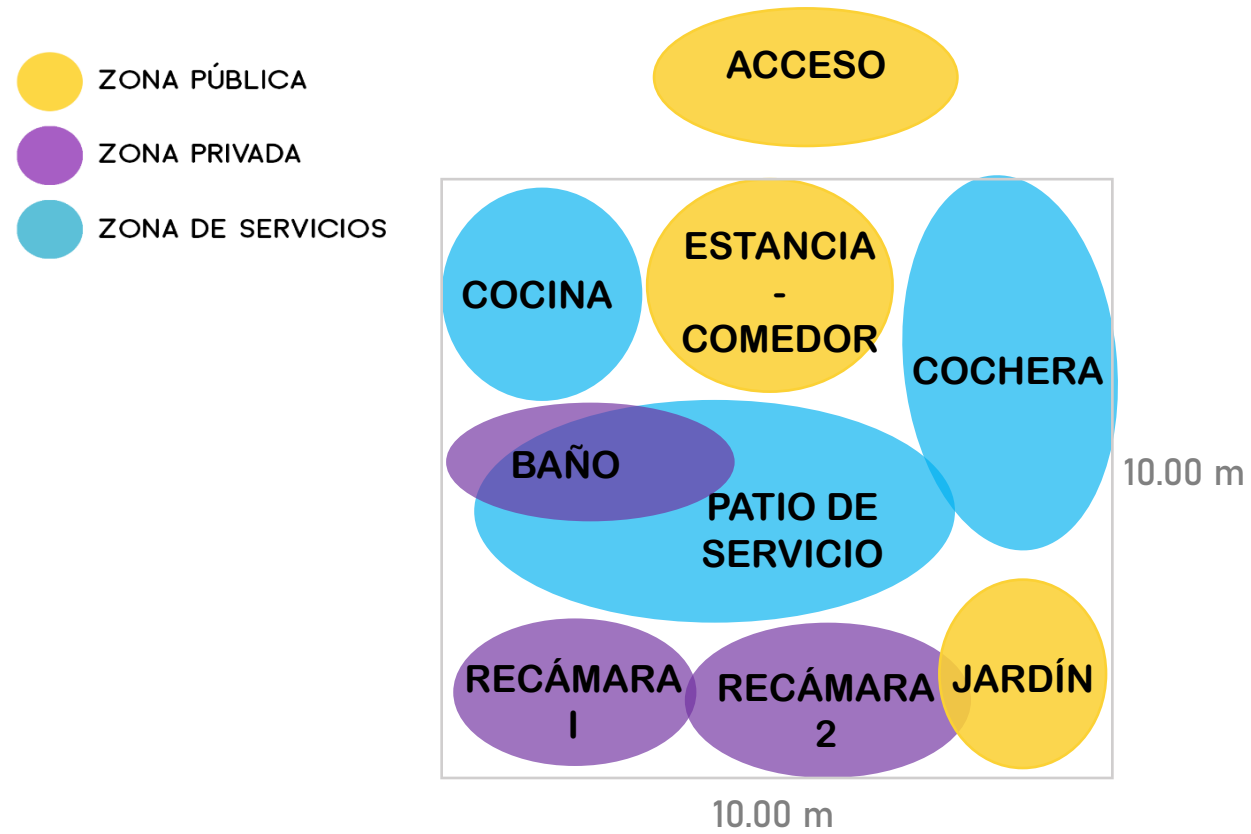 ZONA PÚBLICA
ZONA PRIVADA
ZONA DE SERVICIOS
ACCESO
COCINA
ESTANCIA
-
COMEDOR
COCHERA
BAÑO
PATIO DE
SERVICIO
RECÁMARA
1
RECÁMARA
2
JARDÍN
10.00 m
10.00 m